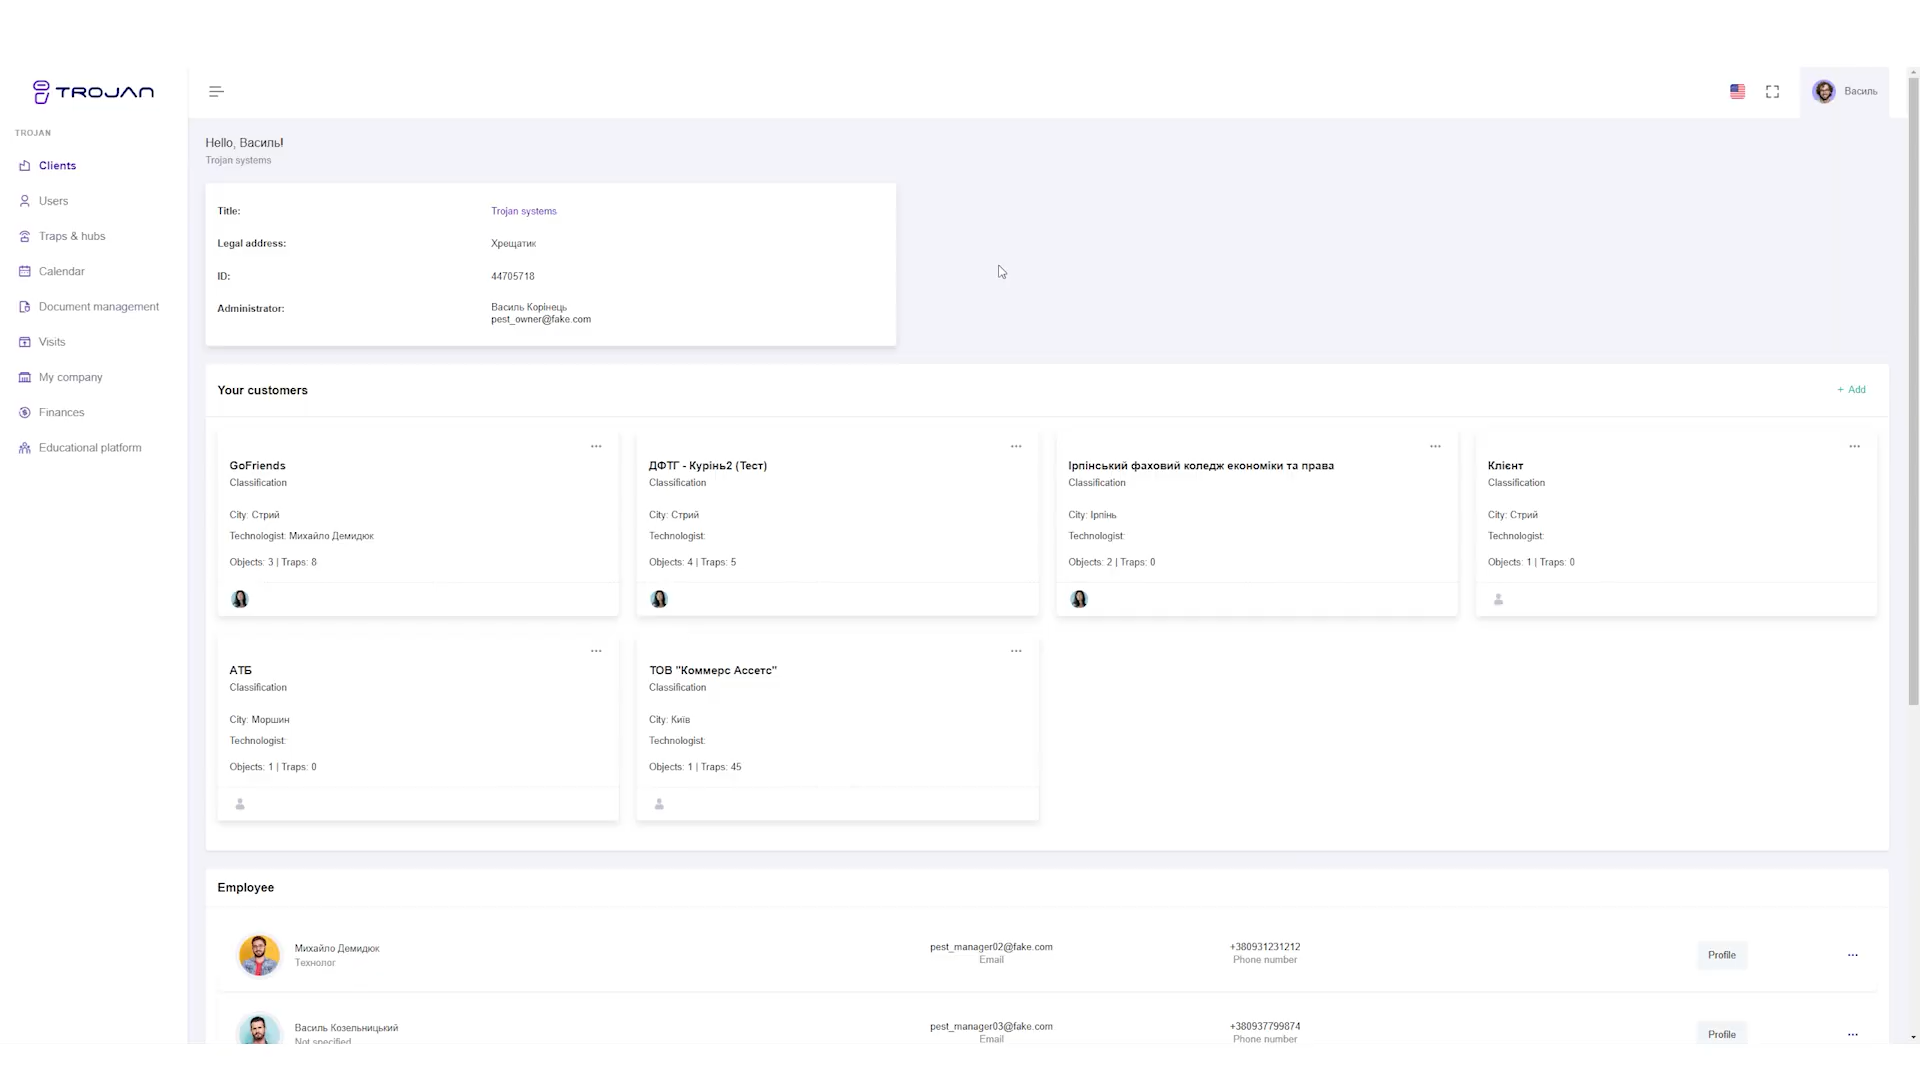 TROJAN
Василь
TROJAN
Clients
Users
Traps & hubs
Calendar
Document management
Visits
My company
Finances
Educational platform
Hello, Василь!
Trojan systems
Title: Trojan systems
Legal address: Хрещатик
ID: 44705718
Administrator: Василь Корінець
pest_owner@fake.com
Your customers
+ Add
GoFriends
Classification
City: Стрий
Technologist: Михайло Демидюк
Objects: 3 | Traps: 8
ДФТГ - Курінь2 (Тест)
Classification
City: Стрий
Technologist:
Objects: 4 | Traps: 5
Ірпінський фаховий коледж економіки та права
Classification
City: Ірпінь
Technologist:
Objects: 2 | Traps: 0
Клієнт
Classification
City: Стрий
Technologist:
Objects: 1 | Traps: 0
АТБ
Classification
City: Моршин
Technologist:
Objects: 1 | Traps: 0
ТОВ "Коммерс Ассетс"
Classification
City: Київ
Technologist:
Objects: 1 | Traps: 45
Employee
Михайло Демидюк
Технолог
pest_manager02@fake.com
Email
+380931231212
Phone number
Profile
Василь Козельницький
Not specified
pest_manager03@fake.com
Email
+380937799874
Phone number
Profile